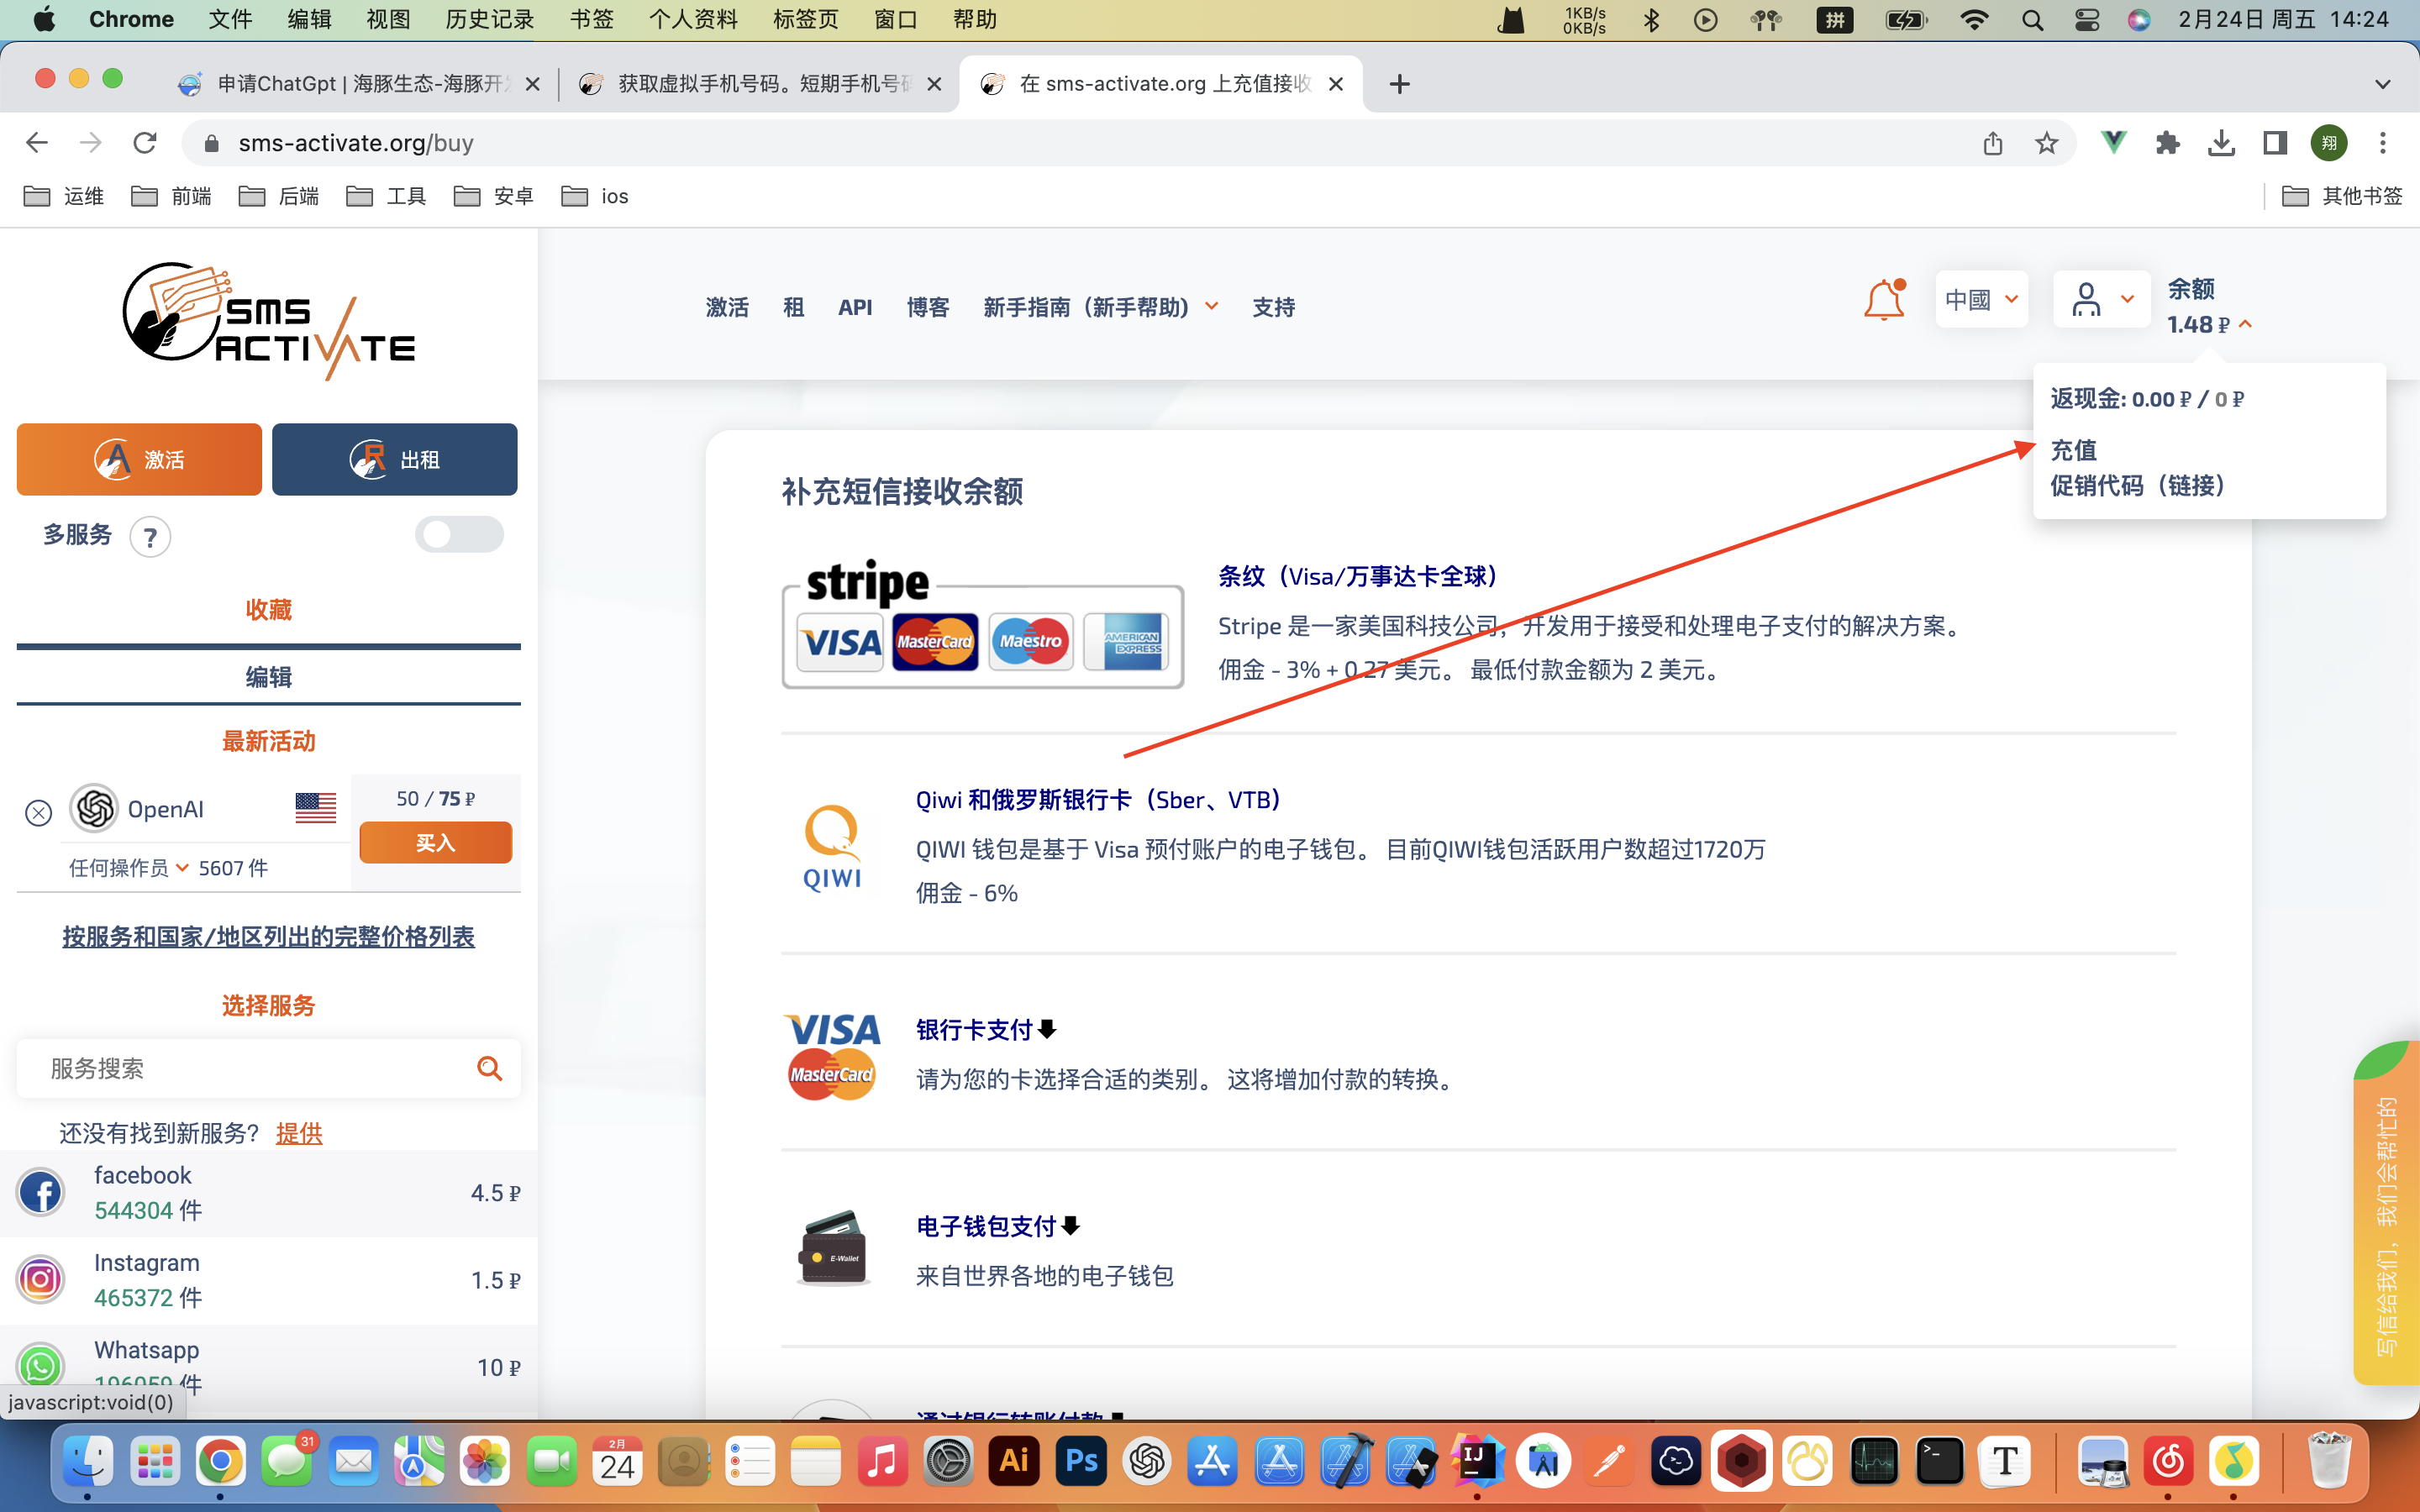 Chrome 文件 编辑 视图 历史记录 书签 个人资料 标签页 窗口 帮助
1KB/s
0KB/s
拼
2月24日 周五 14:24
申请ChatGpt | 海豚生态-海豚开
获取虚拟手机号码。短期手机号
在 sms-activate.org 上充值接收
sms-activate.org/buy
翔
运维 前端 后端 工具 安卓 ios
其他书签
SMS
ACTIVATE
激活 租 API 博客 新手指南（新手帮助） 支持
中國
余额
1.48 ₽
返现金: 0.00 ₽ / 0 ₽
充值
促销代码（链接）
激活
出租
多服务 ?
收藏
编辑
最新活动
OpenAI
50 / 75 ₽
买入
任何操作员 5607 件
按服务和国家/地区列出的完整价格列表
选择服务
服务搜索
还没有找到新服务? 提供
facebook
544304 件
4.5 ₽
Instagram
465372 件
1.5 ₽
Whatsapp
196059 件
10 ₽
javascript:void(0)
补充短信接收余额
stripe
VISA MasterCard Maestro AMERICAN EXPRESS
条纹（Visa/万事达卡全球）
Stripe 是一家美国科技公司，开发用于接受和处理电子支付的解决方案。
佣金 - 3% + 0.27 美元。 最低付款金额为 2 美元。
QIWI
Qiwi 和俄罗斯银行卡（Sber、VTB）
QIWI 钱包是基于 Visa 预付账户的电子钱包。 目前QIWI钱包活跃用户数超过1720万
佣金 - 6%
VISA
MasterCard
银行卡支付⬇
请为您的卡选择合适的类别。 这将增加付款的转换。
E-Wallet
电子钱包支付⬇
来自世界各地的电子钱包
通过银行转账付款⬇
写信给我们，我们会帮忙的
31
2月
24
Ai
Ps
IJ
T